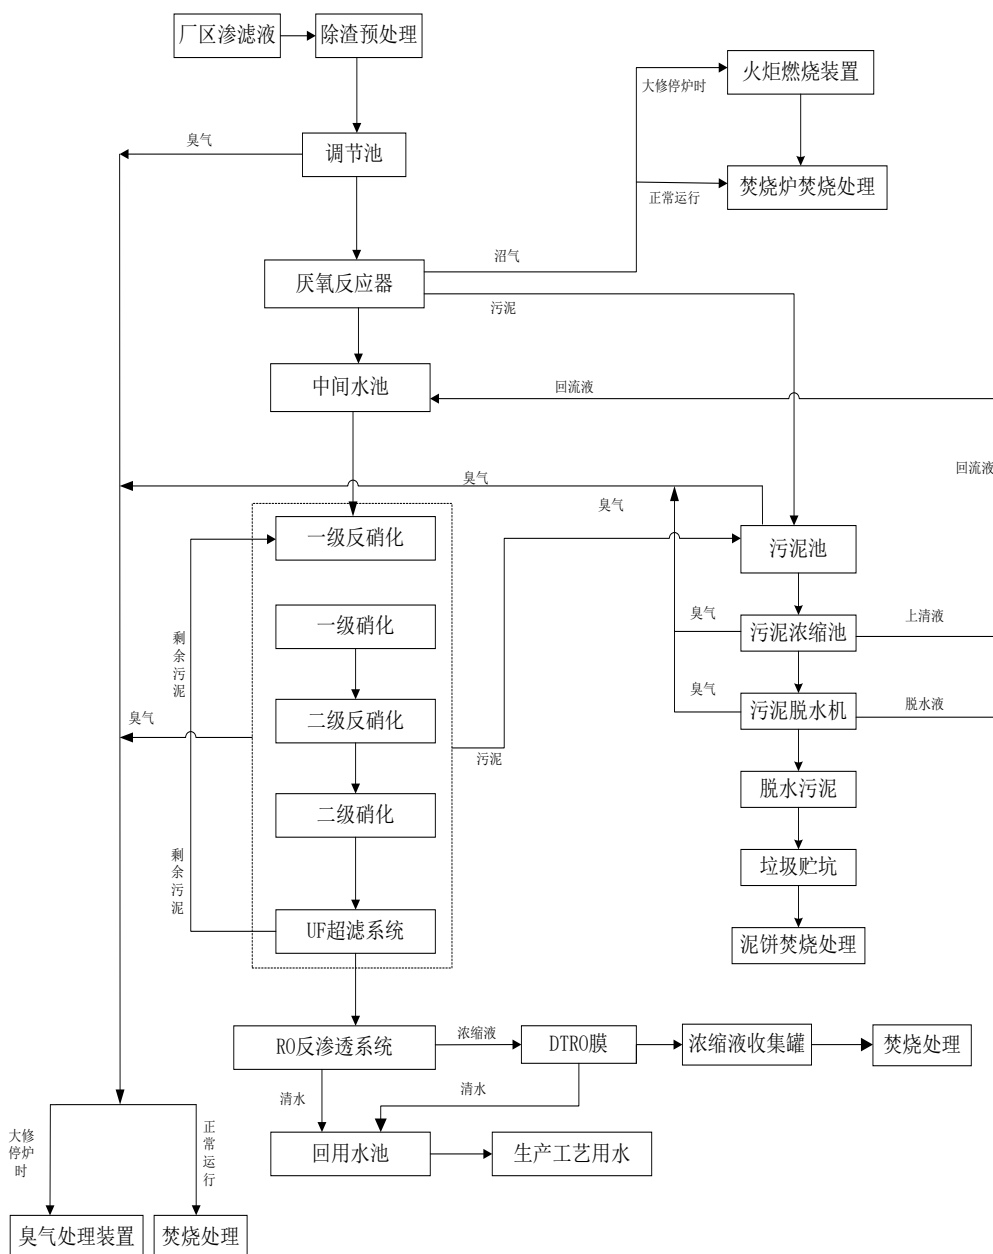 厂区渗滤液
除渣预处理
火炬燃烧装置
大修停炉时
臭气
调节池
焚烧炉焚烧处理
正常运行
沼气
厌氧反应器
污泥
中间水池
回流液
回流液
臭气
臭气
一级反硝化
污泥池
剩
余
污
泥
一级硝化
臭气
污泥浓缩池
上清液
臭气
二级反硝化
臭气
污泥脱水机
脱水液
污泥
脱水污泥
二级硝化
剩
余
污
泥
垃圾贮坑
UF超滤系统
泥饼焚烧处理
RO反渗透系统
浓缩液
DTRO膜
浓缩液收集罐
焚烧处理
清水
清水
大修
停炉
时
正
常
运
行
回用水池
生产工艺用水
臭气处理装置
焚烧处理